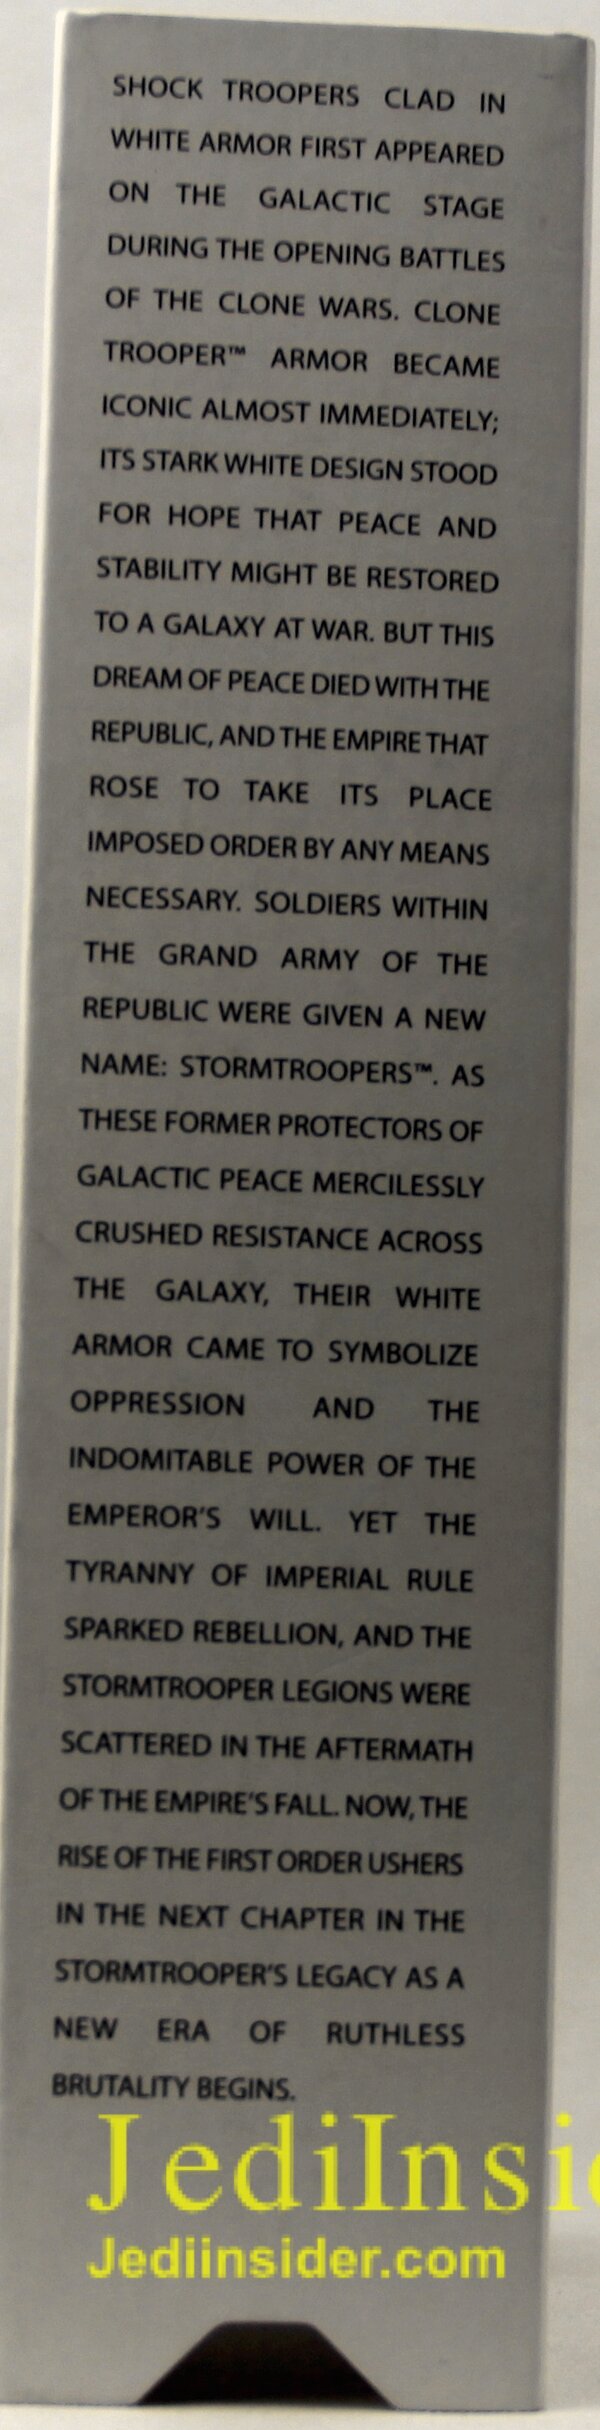 SHOCK TROOPERS CLAD IN
WHITE ARMOR FIRST APPEARED
ON THE GALACTIC STAGE
DURING THE OPENING BATTLES
OF THE CLONE WARS. CLONE
TROOPER™ ARMOR BECAME
ICONIC ALMOST IMMEDIATELY;
ITS STARK WHITE DESIGN STOOD
FOR HOPE THAT PEACE AND
STABILITY MIGHT BE RESTORED
TO A GALAXY AT WAR. BUT THIS
DREAM OF PEACE DIED WITH THE
REPUBLIC, AND THE EMPIRE THAT
ROSE TO TAKE ITS PLACE
IMPOSED ORDER BY ANY MEANS
NECESSARY. SOLDIERS WITHIN
THE GRAND ARMY OF THE
REPUBLIC WERE GIVEN A NEW
NAME: STORMTROOPERS™. AS
THESE FORMER PROTECTORS OF
GALACTIC PEACE MERCILESSLY
CRUSHED RESISTANCE ACROSS
THE GALAXY, THEIR WHITE
ARMOR CAME TO SYMBOLIZE
OPPRESSION AND THE
INDOMITABLE POWER OF THE
EMPEROR'S WILL. YET THE
TYRANNY OF IMPERIAL RULE
SPARKED REBELLION, AND THE
STORMTROOPER LEGIONS WERE
SCATTERED IN THE AFTERMATH
OF THE EMPIRE'S FALL. NOW, THE
RISE OF THE FIRST ORDER USHERS
IN THE NEXT CHAPTER IN THE
STORMTROOPER'S LEGACY AS A
NEW ERA OF RUTHLESS
BRUTALITY BEGINS.
JediInsi
Jediinsider.com